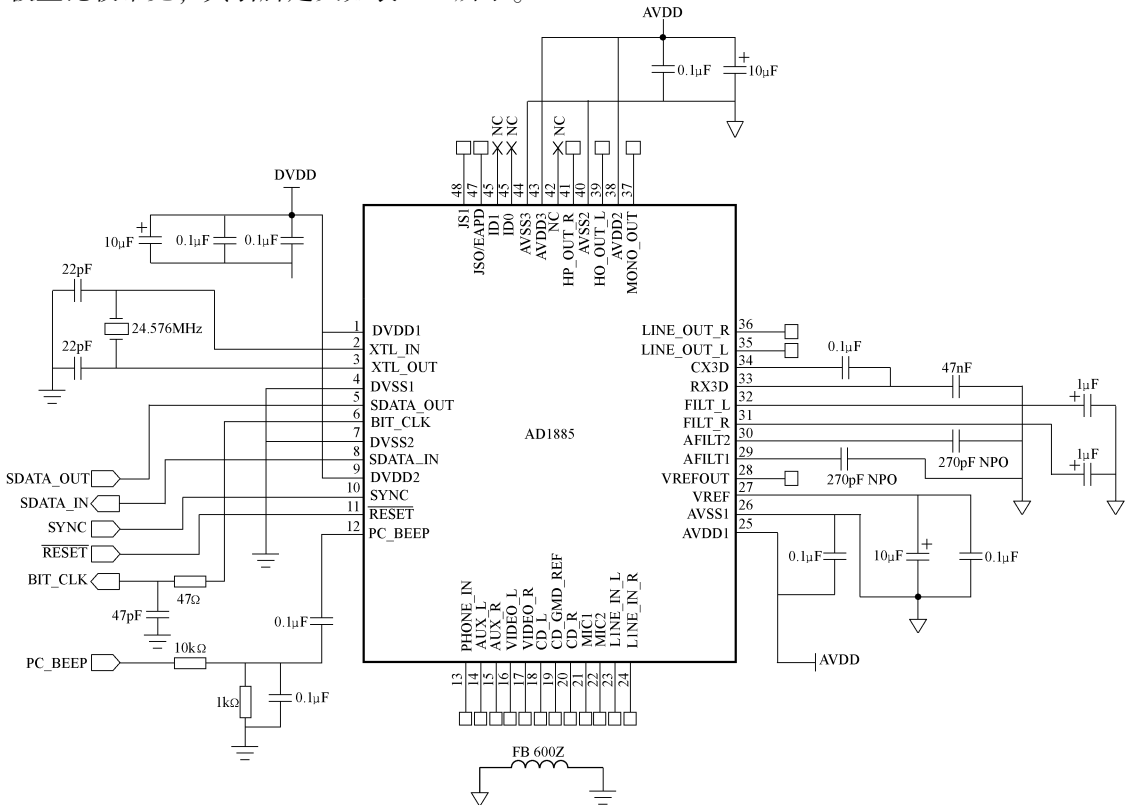 AVDD
0.1μF
+
10μF
NC
NC
NC
48
47
45
45
44
43
42
41
40
39
38
37
JS1
JSO/EAPD
ID1
ID0
AVSS3
AVDD3
NC
HP_OUT_R
AVSS2
HO_OUT_L
AVDD2
MONO_OUT
DVDD
+
10μF
0.1μF
0.1μF
22pF
24.576MHz
22pF
1 DVDD1
2 XTL_IN
3 XTL_OUT
4 DVSS1
5 SDATA_OUT
6 BIT_CLK
7 DVSS2
8 SDATA_IN
9 DVDD2
10 SYNC
11 RESET
12 PC_BEEP
AD1885
LINE_OUT_R 36
LINE_OUT_L 35
CX3D 34
RX3D 33
FILT_L 32
FILT_R 31
AFILT2 30
AFILT1 29
VREFOUT 28
VREF 27
AVSS1 26
AVDD1 25
0.1μF
47nF
1μF
+
1μF
+
270pF NPO
270pF NPO
0.1μF
10μF
+
0.1μF
AVDD
SDATA_OUT
SDATA_IN
SYNC
RESET
BIT_CLK
47Ω
47pF
0.1μF
PC_BEEP
10kΩ
1kΩ
0.1μF
PHONE_IN
AUX_L
AUX_R
VIDEO_L
VIDEO_R
CD_L
CD_GMD_REF
CD_R
MIC1
MIC2
L1NE_IN_L
L1NE_IN_R
13
14
15
16
17
18
19
20
21
22
23
24
FB 600Z